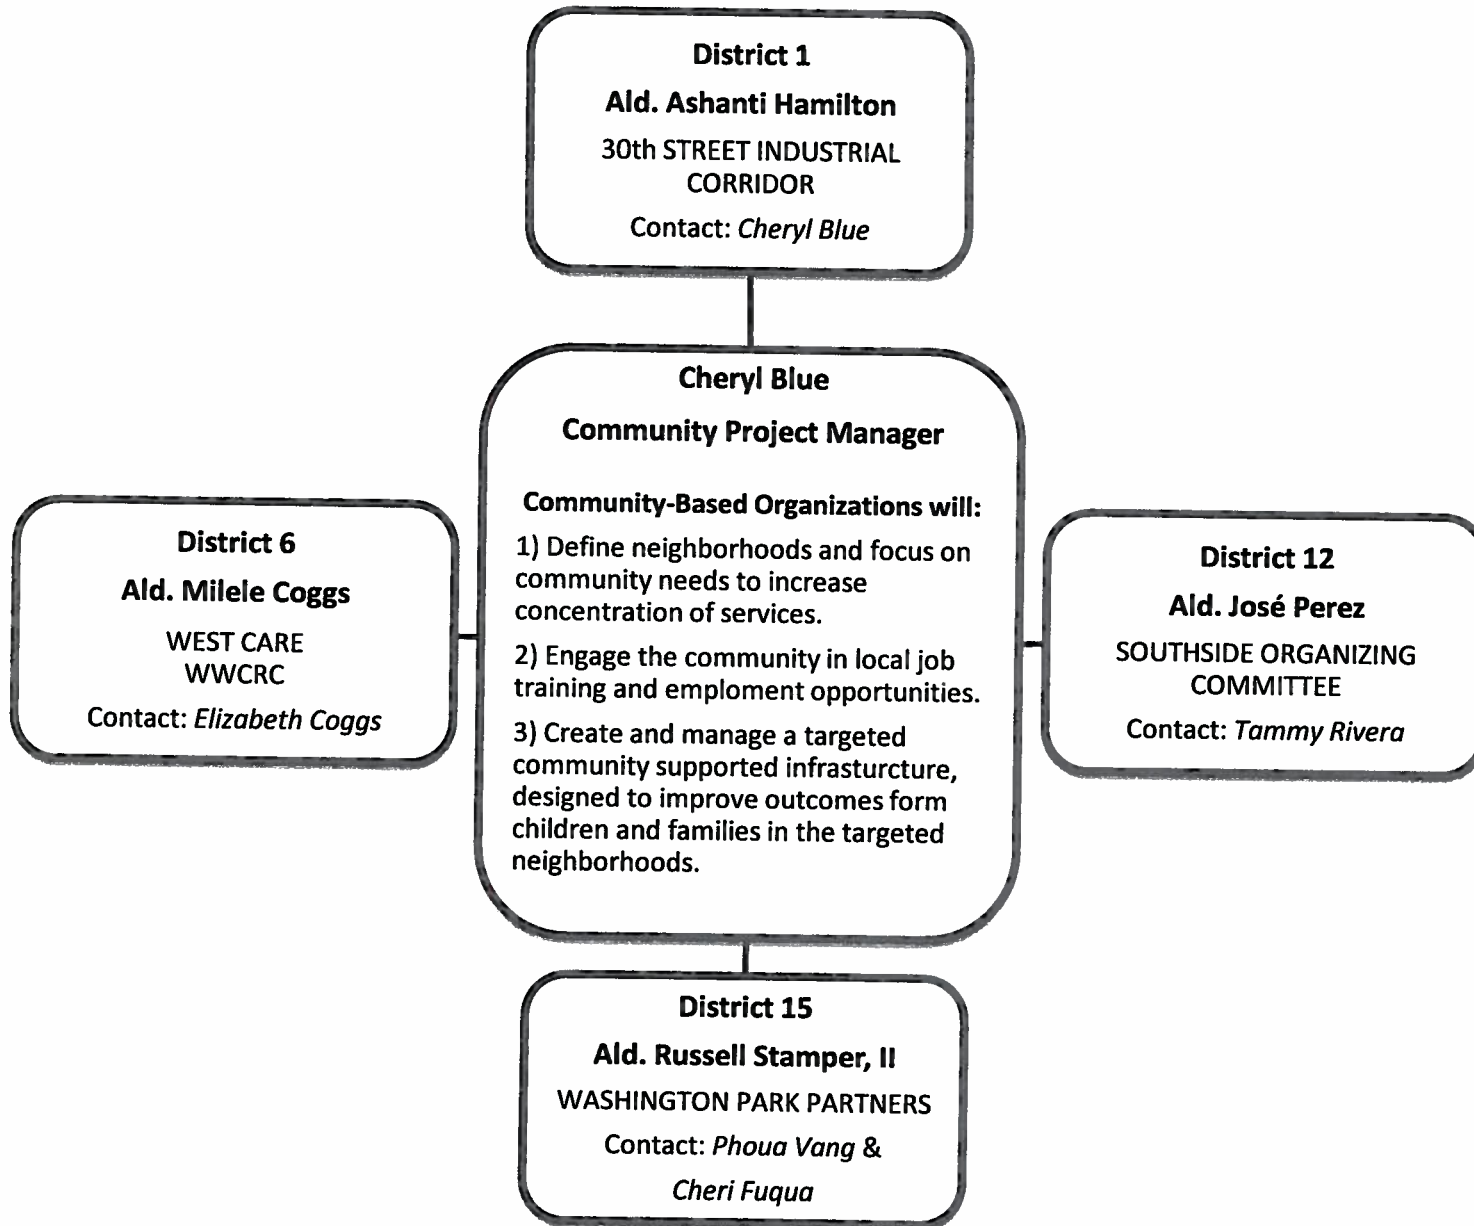 District 1
Ald. Ashanti Hamilton
30th STREET INDUSTRIAL
CORRIDOR
Contact: Cheryl Blue
Cheryl Blue
Community Project Manager
Community-Based Organizations will:
1) Define neighborhoods and focus on
community needs to increase
concentration of services.
2) Engage the community in local job
training and emploment opportunities.
3) Create and manage a targeted
community supported infrasturcture,
designed to improve outcomes form
children and families in the targeted
neighborhoods.
District 6
Ald. Milele Coggs
WEST CARE
WWCRC
Contact: Elizabeth Coggs
District 12
Ald. José Perez
SOUTHSIDE ORGANIZING
COMMITTEE
Contact: Tammy Rivera
District 15
Ald. Russell Stamper, II
WASHINGTON PARK PARTNERS
Contact: Phoua Vang &
Cheri Fuqua